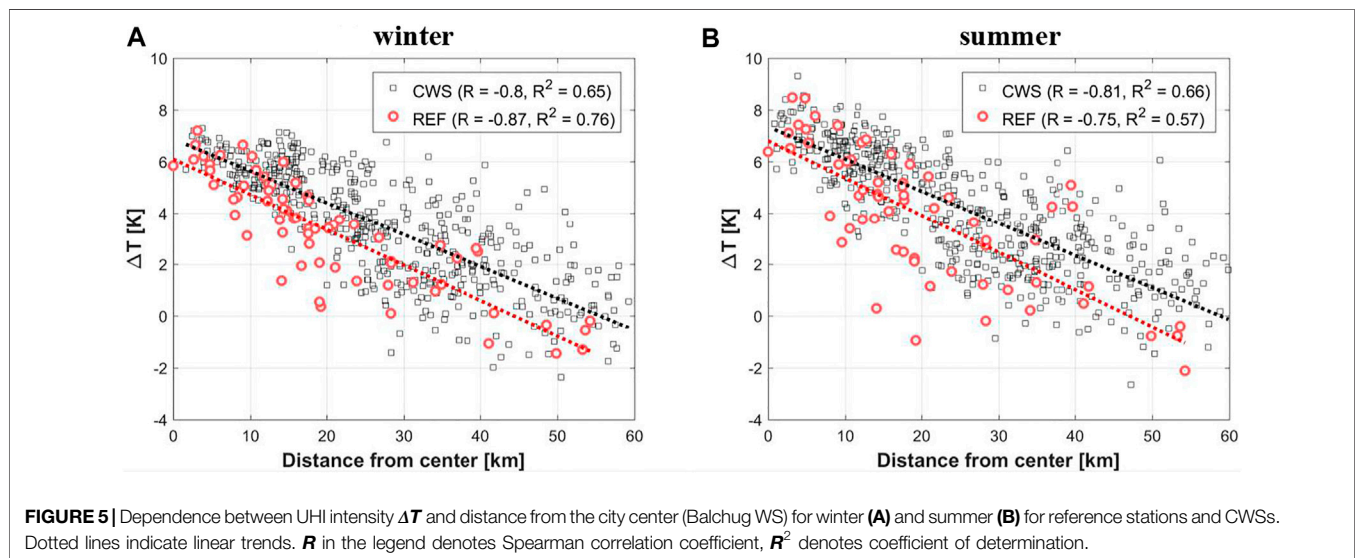 A winter
10
8
6
4
2
0
-2
-4
ΔT [K]
CWS (R = -0.8, R² = 0.65)
REF (R = -0.87, R² = 0.76)
0 10 20 30 40 50 60
Distance from center [km]
B summer
10
8
6
4
2
0
-2
-4
ΔT [K]
CWS (R = -0.81, R² = 0.66)
REF (R = -0.75, R² = 0.57)
0 10 20 30 40 50 60
Distance from center [km]
FIGURE 5 | Dependence between UHI intensity ΔT and distance from the city center (Balchug WS) for winter (A) and summer (B) for reference stations and CWSs.
Dotted lines indicate linear trends. R in the legend denotes Spearman correlation coefficient, R² denotes coefficient of determination.